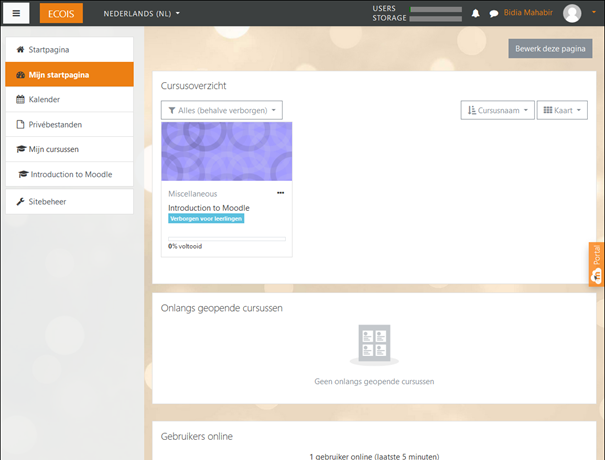 ECOIS
NEDERLANDS (NL)
USERS
STORAGE
Bidia Mahabir
Startpagina
Mijn startpagina
Kalender
Privébestanden
Mijn cursussen
Introduction to Moodle
Sitebeheer
Bewerk deze pagina
Cursusoverzicht
Alles (behalve verborgen)
Cursusnaam
Kaart
Miscellaneous
Introduction to Moodle
Verborgen voor leerlingen
0% voltooid
Portal
Onlangs geopende cursussen
Geen onlangs geopende cursussen
Gebruikers online
1 gebruiker online (laatste 5 minuten)